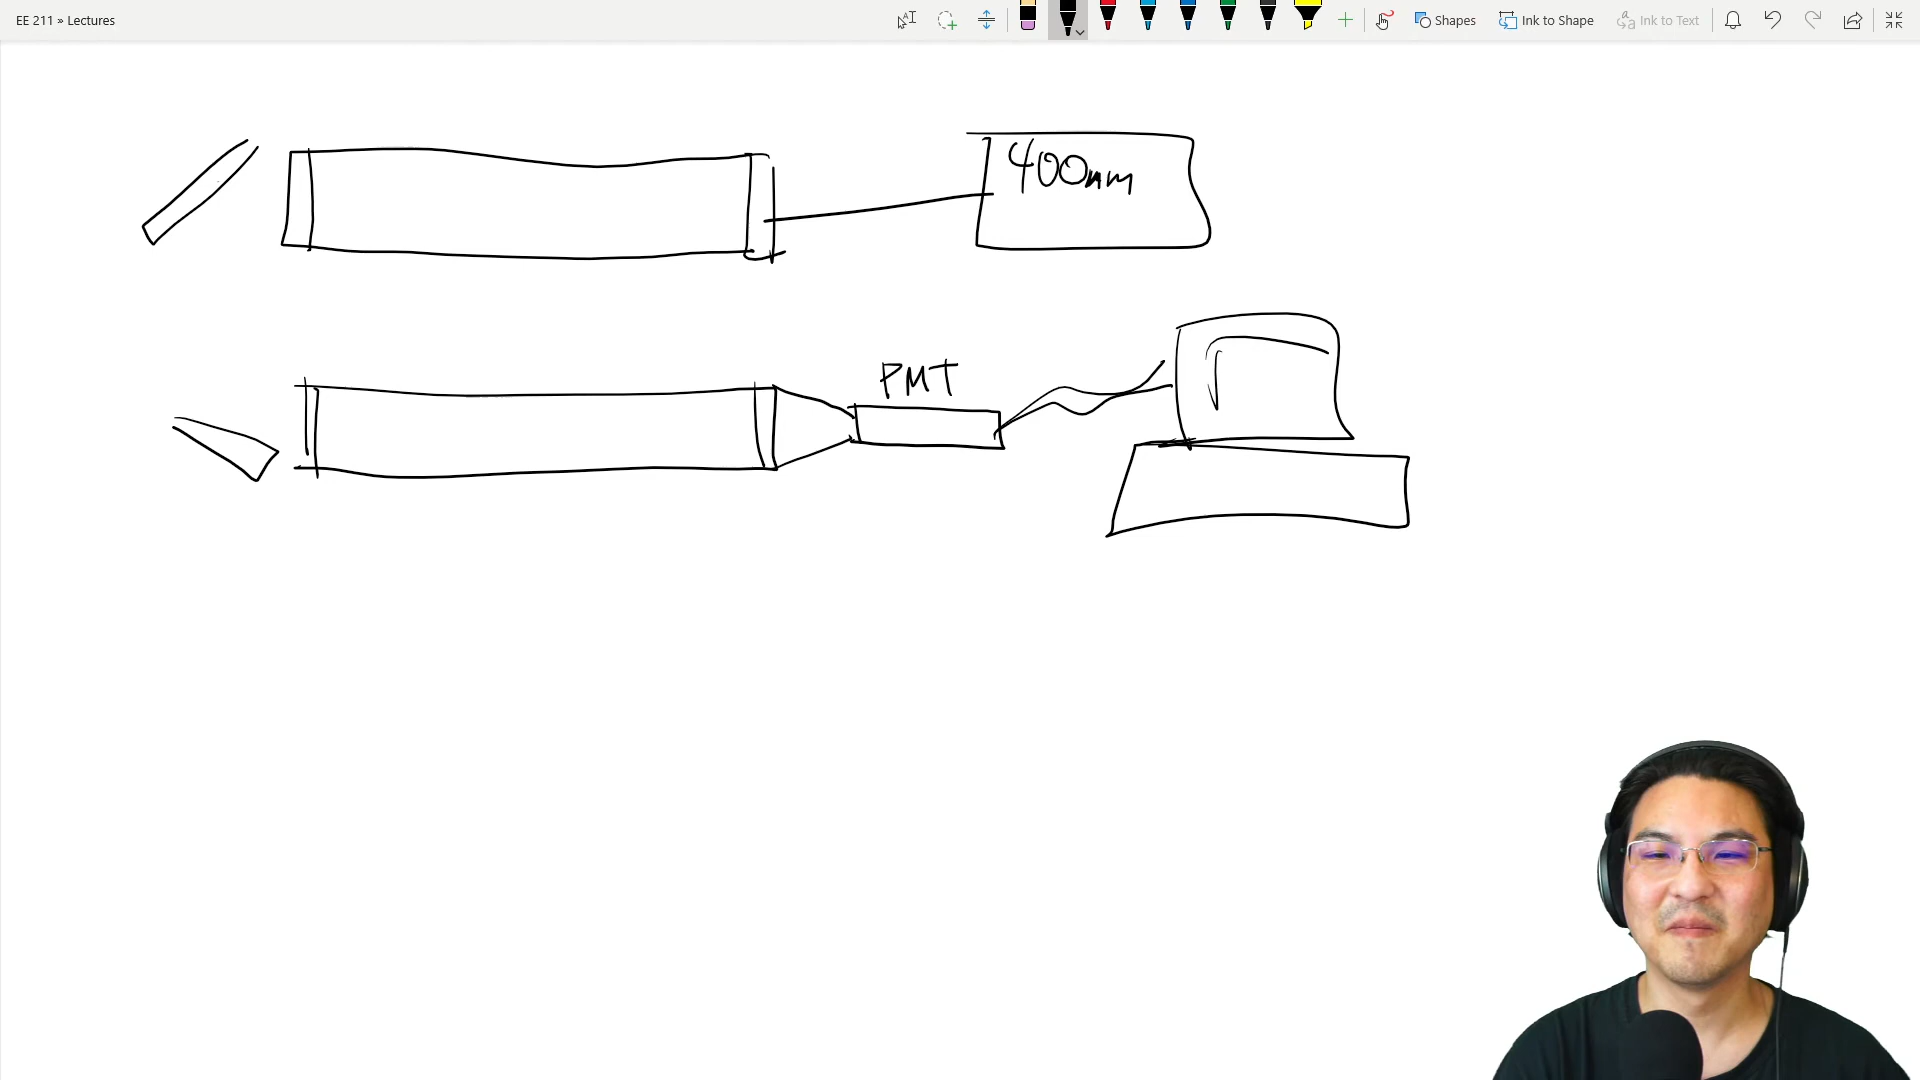 EE 211 » Lectures
Shapes
Ink to Shape
Ink to Text
400nm
PMT